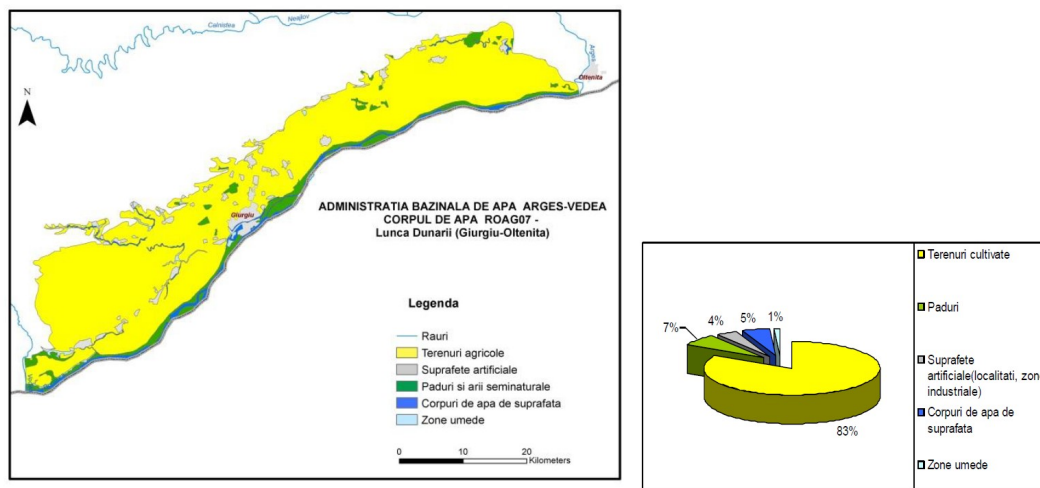 Calnistea
Neajlov
Arges
Oltenita
N
Giurgiu
ADMINISTRATIA BAZINALA DE APA ARGES-VEDEA
CORPUL DE APA ROAG07 -
Lunca Dunarii (Giurgiu-Oltenita)
Legenda
Rauri
Terenuri agricole
Suprafete artificiale
Paduri si arii seminaturale
Corpuri de apa de suprafata
Zone umede
0 10 20
Kilometers
7%
4%
5%
1%
83%
Terenuri cultivate
Paduri
Suprafete
artificiale(localitati, zon
industriale)
Corpuri de apa de
suprafata
Zone umede